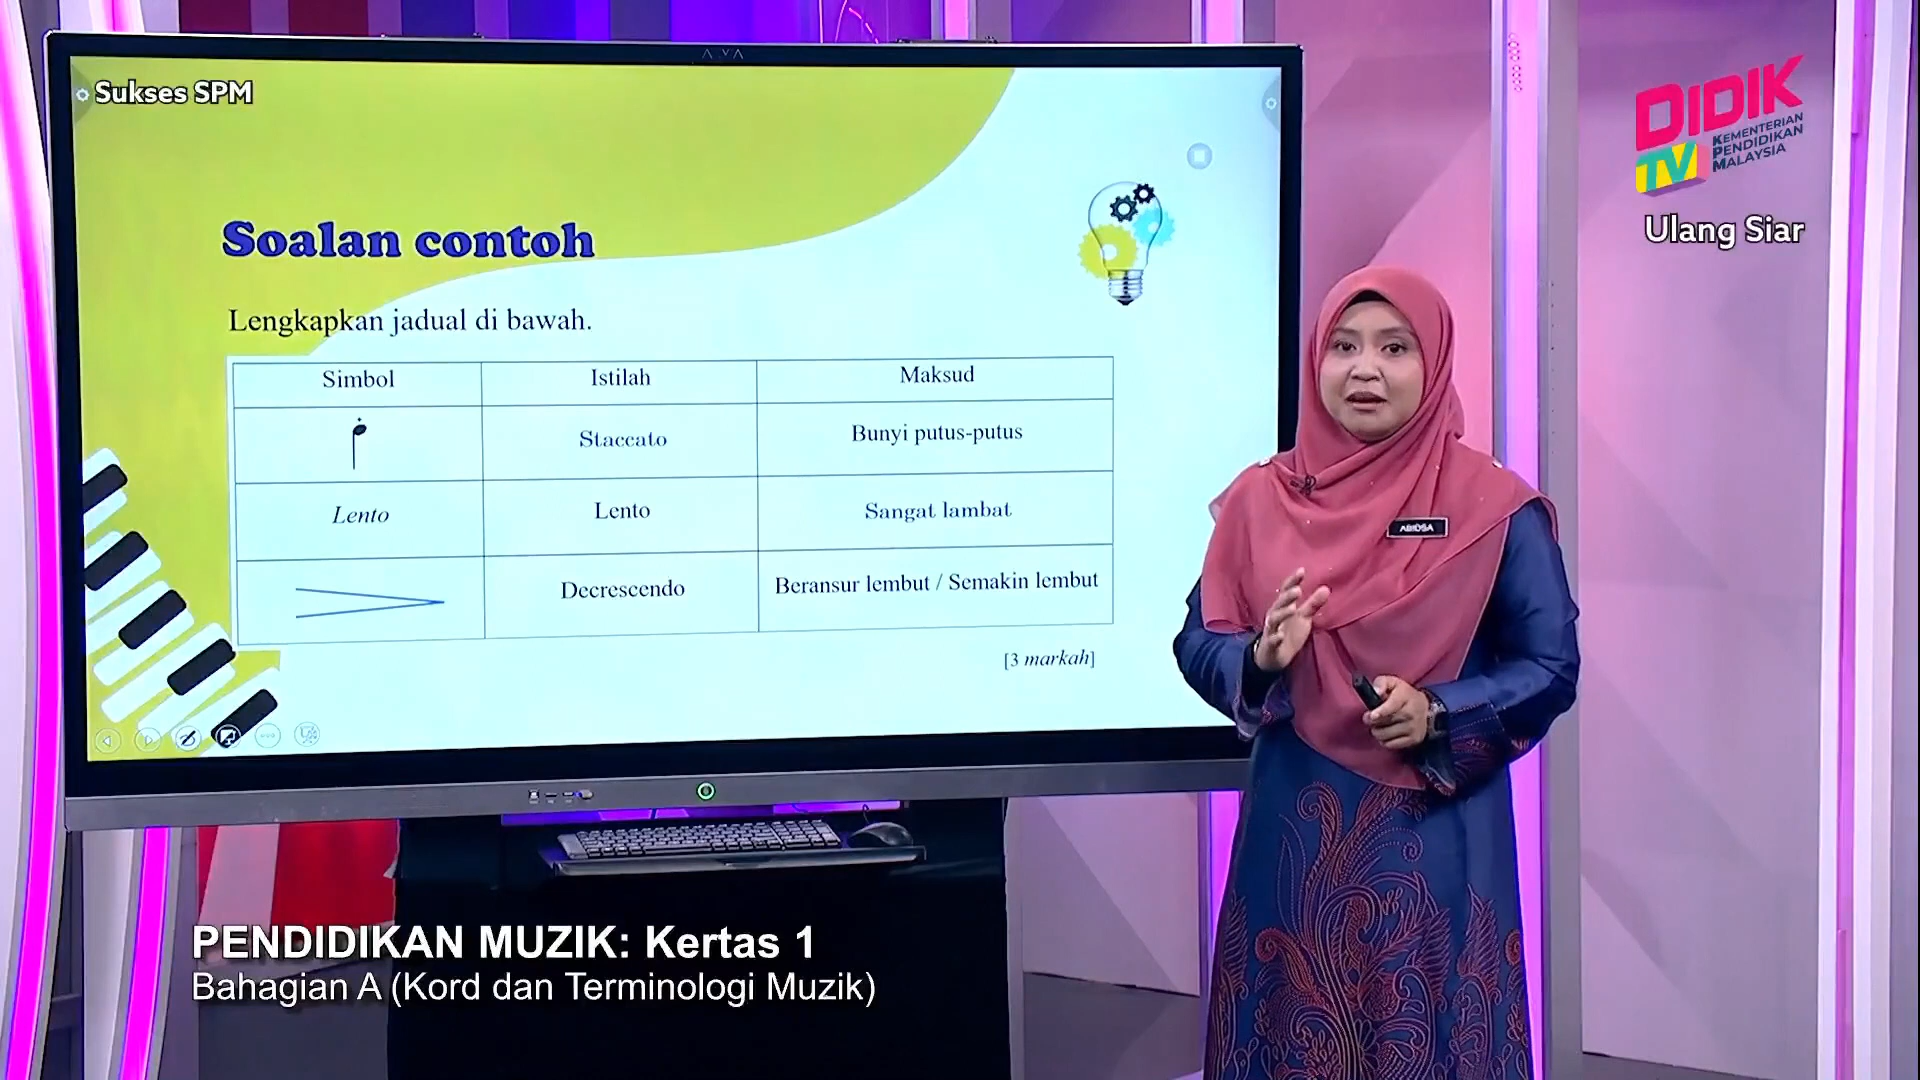 Sukses SPM
DIDIK
TV
KEMENTERIAN
PENDIDIKAN
MALAYSIA
Ulang Siar
Soalan contoh
Lengkapkan jadual di bawah.
Simbol Istilah Maksud
Staccato Bunyi putus-putus
Lento Lento Sangat lambat
Decrescendo Beransur lembut / Semakin lembut
[3 markah]
ABIDSA
PENDIDIKAN MUZIK: Kertas 1
Bahagian A (Kord dan Terminologi Muzik)